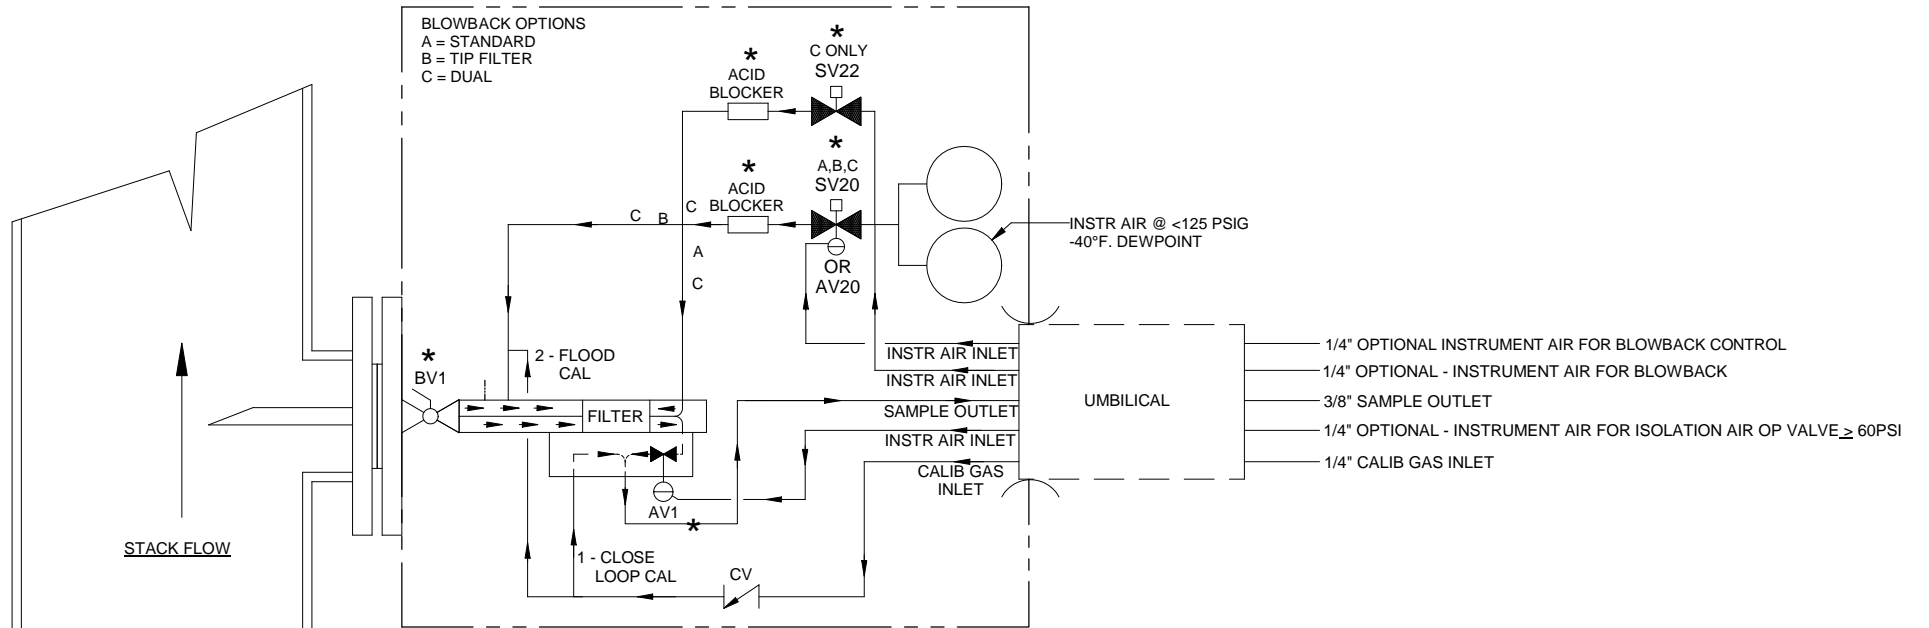 BLOWBACK OPTIONS
A = STANDARD
B = TIP FILTER
C = DUAL
*
ACID
BLOCKER
*
C ONLY
SV22
*
ACID
BLOCKER
*
A,B,C
SV20
OR
AV20
C
B
C
A
C
INSTR AIR @ <125 PSIG
-40°F. DEWPOINT
*
BV1
2 - FLOOD
CAL
FILTER
AV1
*
1 - CLOSE
LOOP CAL
CV
STACK FLOW
INSTR AIR INLET
INSTR AIR INLET
SAMPLE OUTLET
INSTR AIR INLET
CALIB GAS
INLET
UMBILICAL
1/4" OPTIONAL INSTRUMENT AIR FOR BLOWBACK CONTROL
1/4" OPTIONAL - INSTRUMENT AIR FOR BLOWBACK
3/8" SAMPLE OUTLET
1/4" OPTIONAL - INSTRUMENT AIR FOR ISOLATION AIR OP VALVE ≥ 60PSI
1/4" CALIB GAS INLET